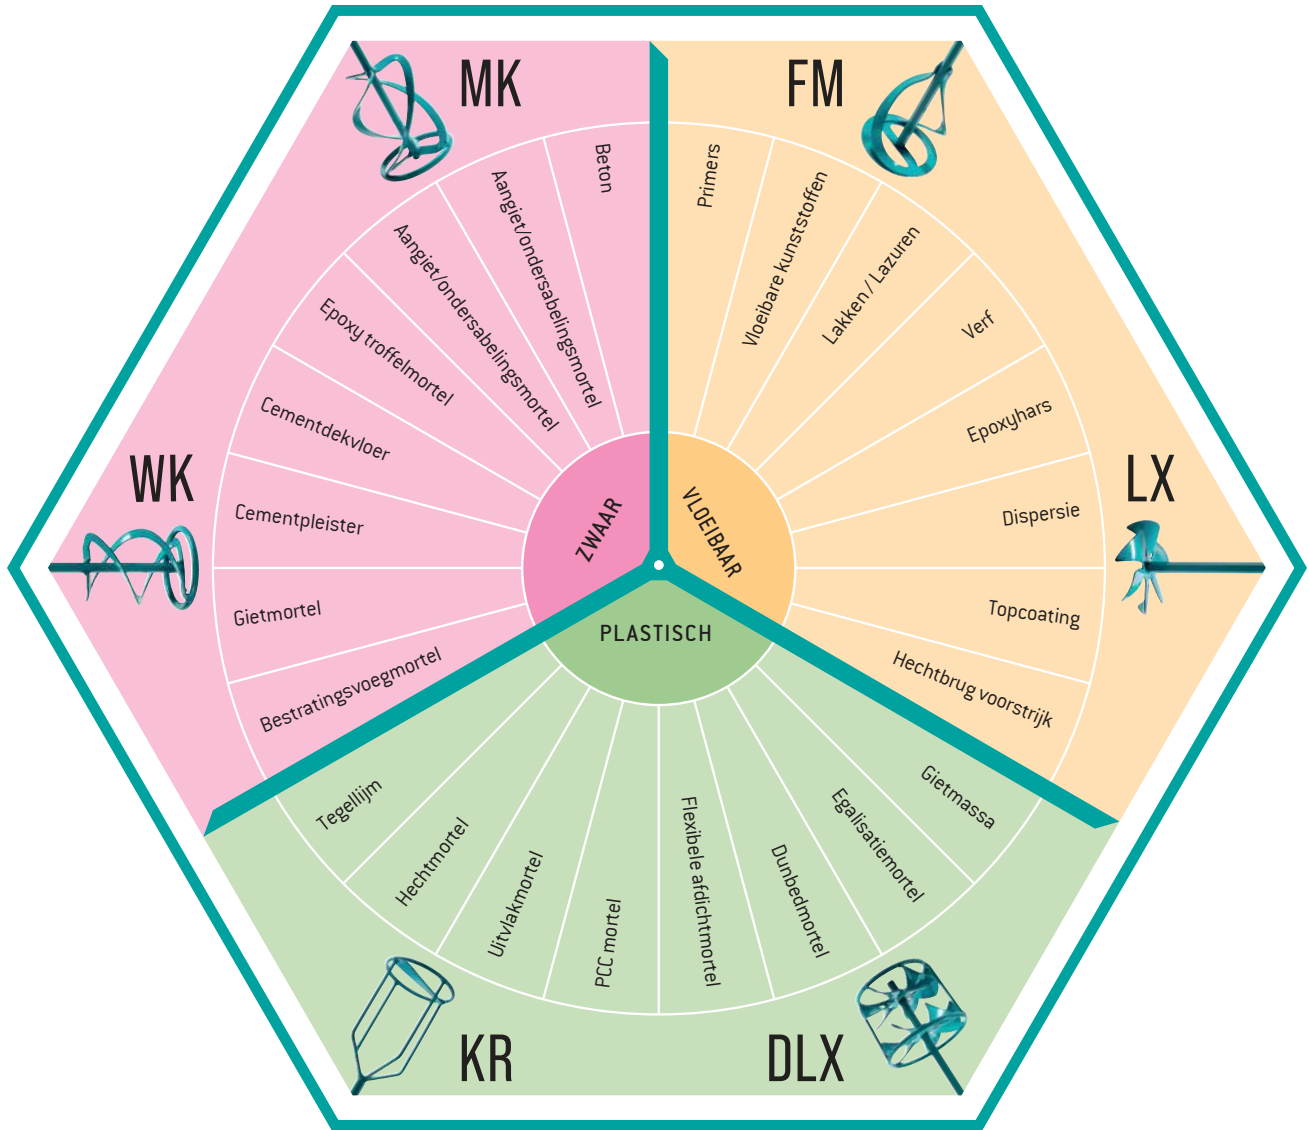 MK
FM
Beton
Aangiet/ondersabelingsmortel
Aangiet/ondersabelingsmortel
Epoxy troffelmortel
Cementdekvloer
Cementpleister
Gietmortel
Bestratingsvoegmortel
WK
ZWAAR
Primers
Vloeibare kunststoffen
Lakken / Lazuren
Verf
Epoxyhars
Dispersie
Topcoating
Hechtbrug voorstrijk
LX
VLOEIBAAR
PLASTISCH
Tegellijm
Hechtmortel
Uitvlakmortel
PCC mortel
Flexibele afdichtmortel
Dunbedmortel
Egalisatiemortel
Gietmassa
KR
DLX